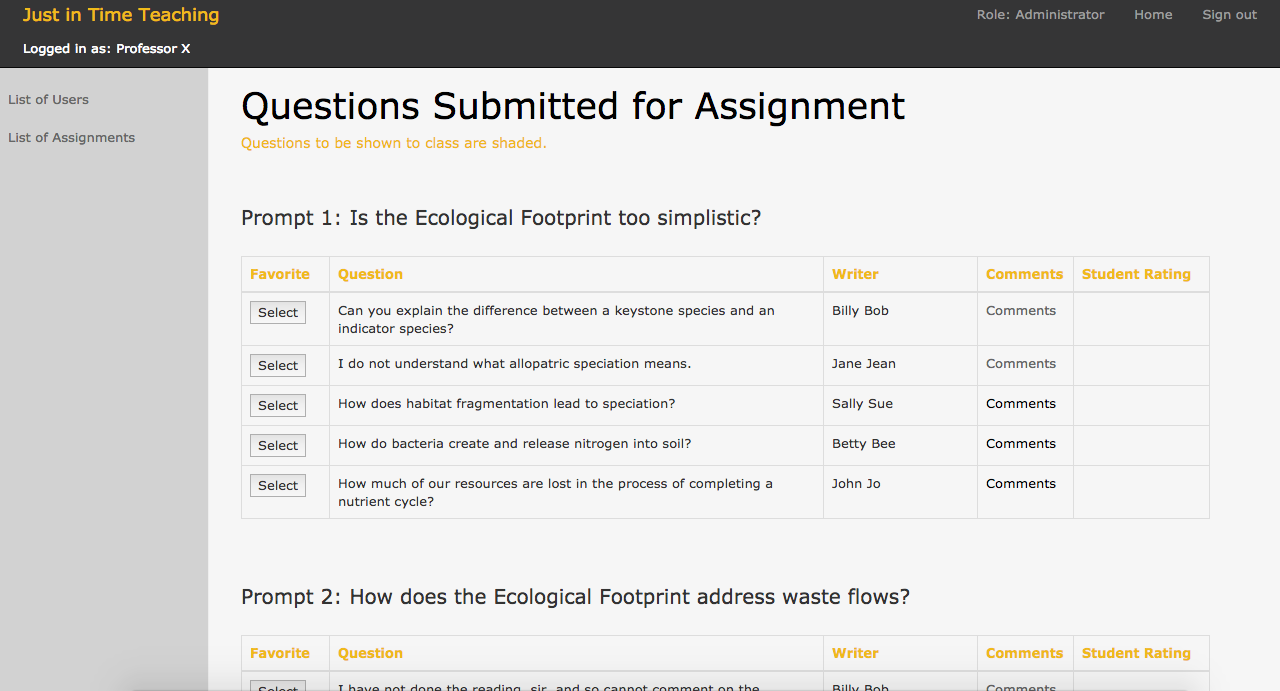 Just in Time Teaching
Role: Administrator Home Sign out
Logged in as: Professor X
List of Users
List of Assignments
Questions Submitted for Assignment
Questions to be shown to class are shaded.
Prompt 1: Is the Ecological Footprint too simplistic?
Favorite Question Writer Comments Student Rating
Select Can you explain the difference between a keystone species and an Billy Bob Comments
indicator species?
Select I do not understand what allopatric speciation means. Jane Jean Comments
Select How does habitat fragmentation lead to speciation? Sally Sue Comments
Select How do bacteria create and release nitrogen into soil? Betty Bee Comments
Select How much of our resources are lost in the process of completing a John Jo Comments
nutrient cycle?
Prompt 2: How does the Ecological Footprint address waste flows?
Favorite Question Writer Comments Student Rating
Select I have not done the reading, sir, and so cannot comment on the Billy Bob Comments